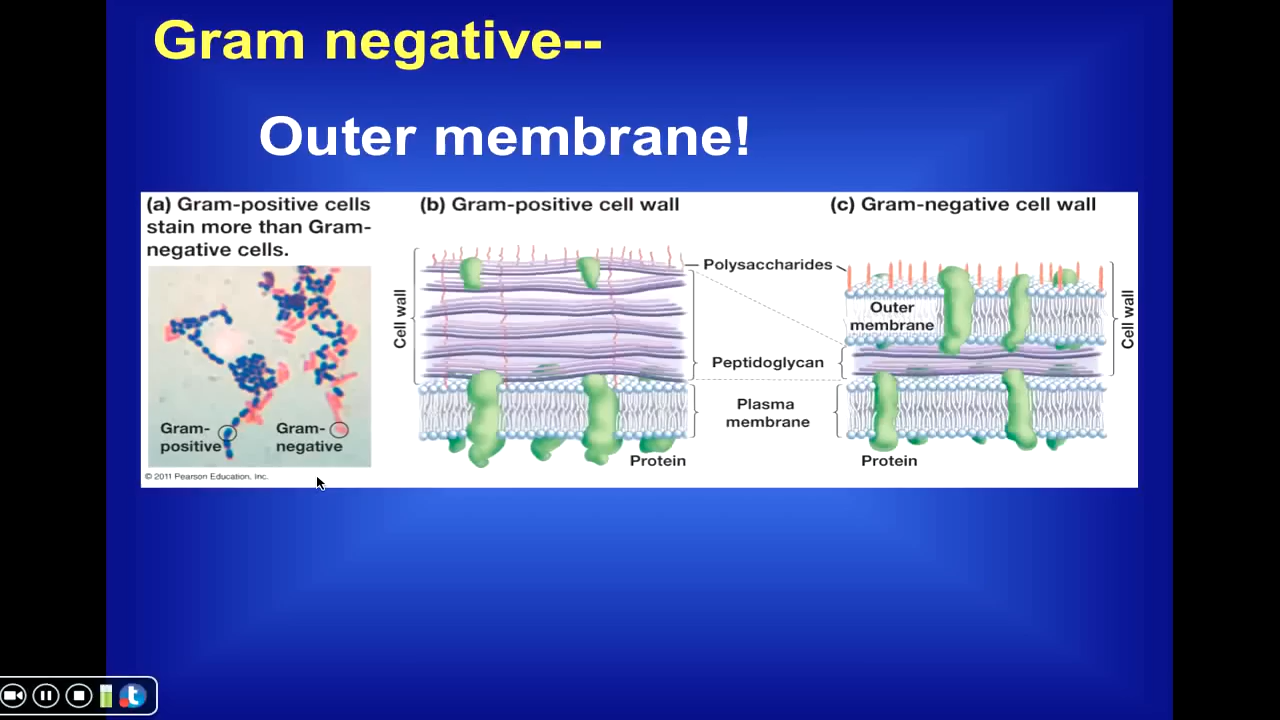 Gram negative--
Outer membrane!
(a) Gram-positive cells
stain more than Gram-
negative cells.
Gram-
positive
Gram-
negative
© 2011 Pearson Education, Inc.
(b) Gram-positive cell wall
Cell wall
Polysaccharides
Peptidoglycan
Plasma
membrane
Protein
(c) Gram-negative cell wall
Outer
membrane
Cell wall
Protein
t